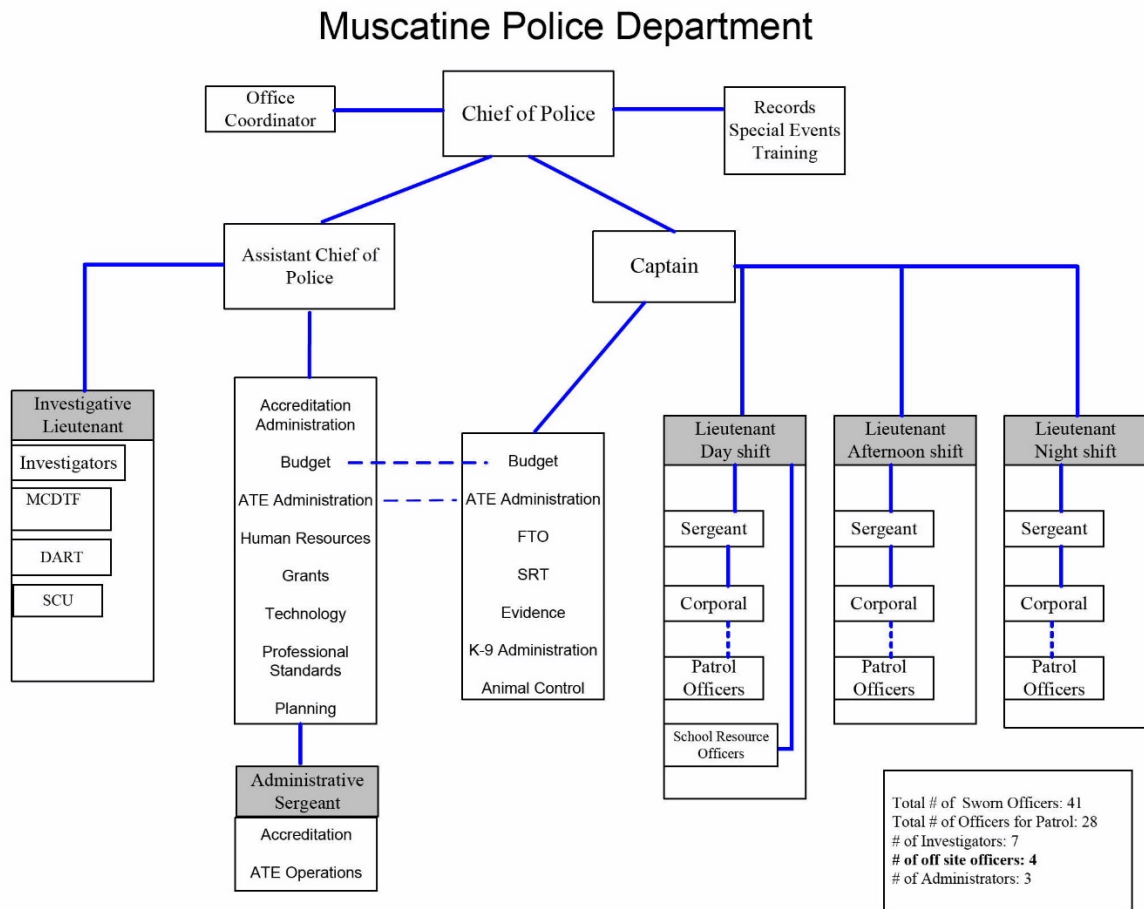 Muscatine Police Department
Office
Coordinator
Chief of Police
Records
Special Events
Training
Assistant Chief of
Police
Captain
Investigative
Lieutenant
Investigators
MCDTF
DART
SCU
Accreditation
Administration
Budget
ATE Administration
Human Resources
Grants
Technology
Professional
Standards
Planning
Administrative
Sergeant
Accreditation
ATE Operations
Budget
ATE Administration
FTO
SRT
Evidence
K-9 Administration
Animal Control
Lieutenant
Day shift
Sergeant
Corporal
Patrol
Officers
School Resource
Officers
Lieutenant
Afternoon shift
Sergeant
Corporal
Patrol
Officers
Lieutenant
Night shift
Sergeant
Corporal
Patrol
Officers
Total # of Sworn Officers: 41
Total # of Officers for Patrol: 28
# of Investigators: 7
# of off site officers: 4
# of Administrators: 3